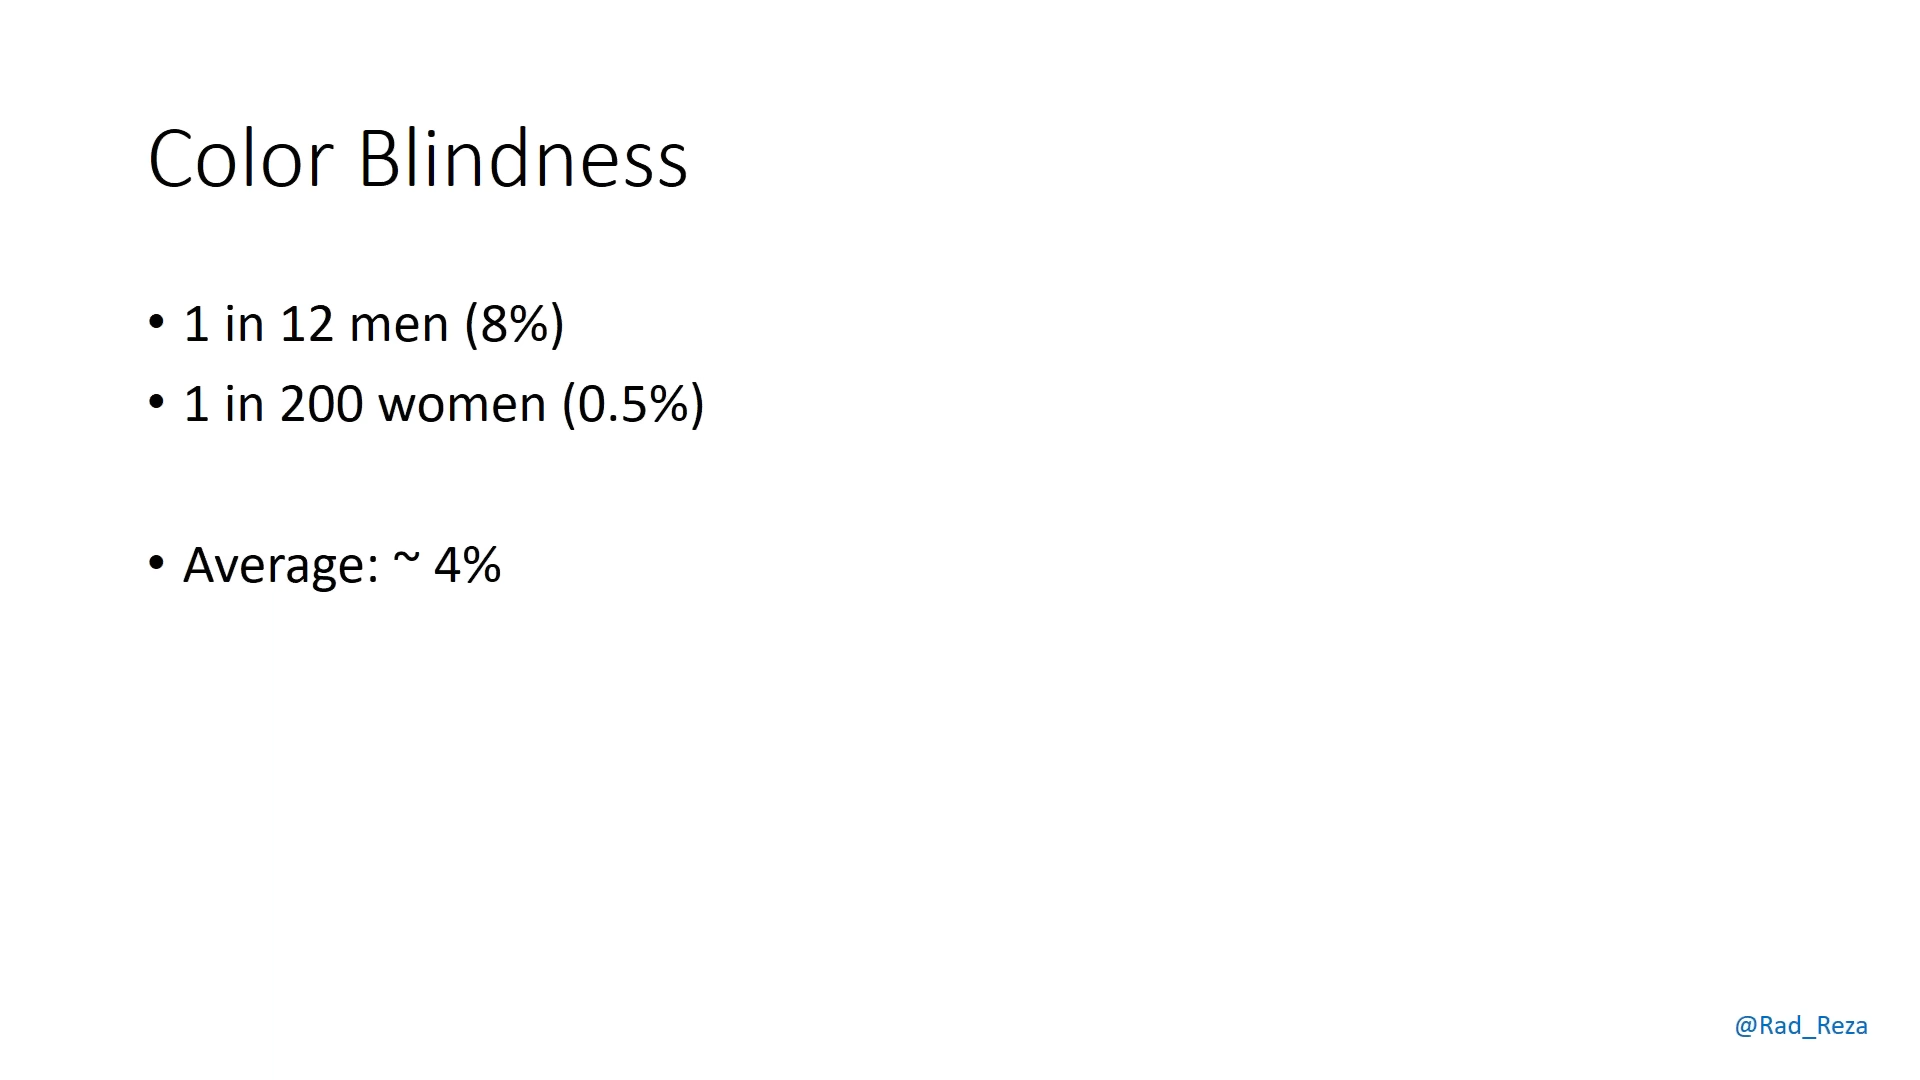 Color Blindness
• 1 in 12 men (8%)
• 1 in 200 women (0.5%)
• Average: ~ 4%
@Rad_Reza